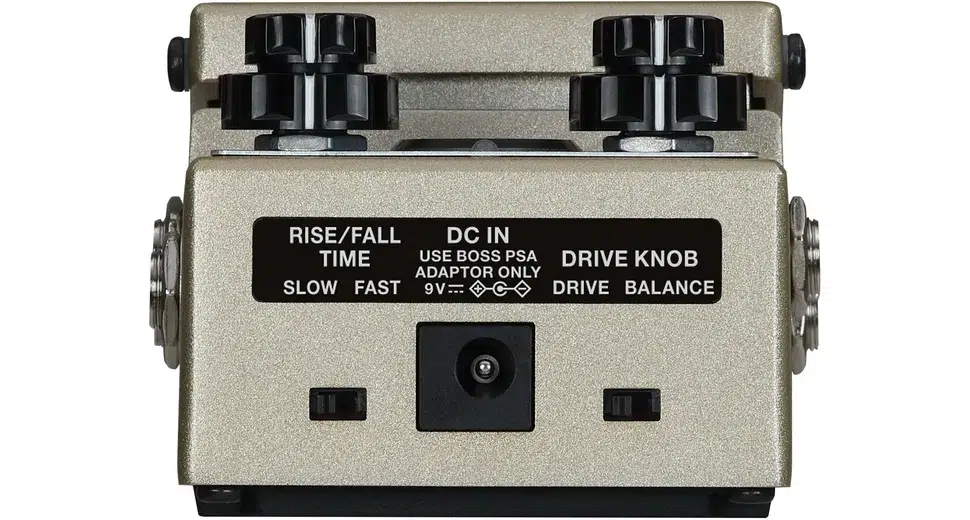 RISE/FALL
TIME
SLOW FAST
DC IN
USE BOSS PSA
ADAPTOR ONLY
9V
DRIVE KNOB
DRIVE BALANCE